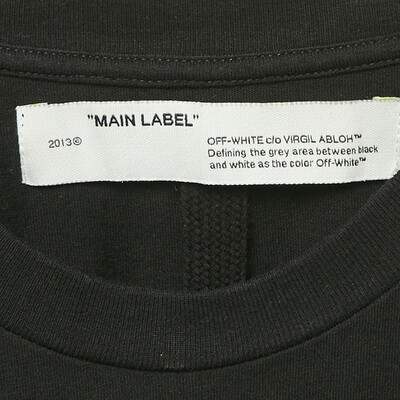 "MAIN LABEL"
2013©
OFF-WHITE c/o VIRGIL ABLOH™
Defining the grey area between black
and white as the color Off-White™